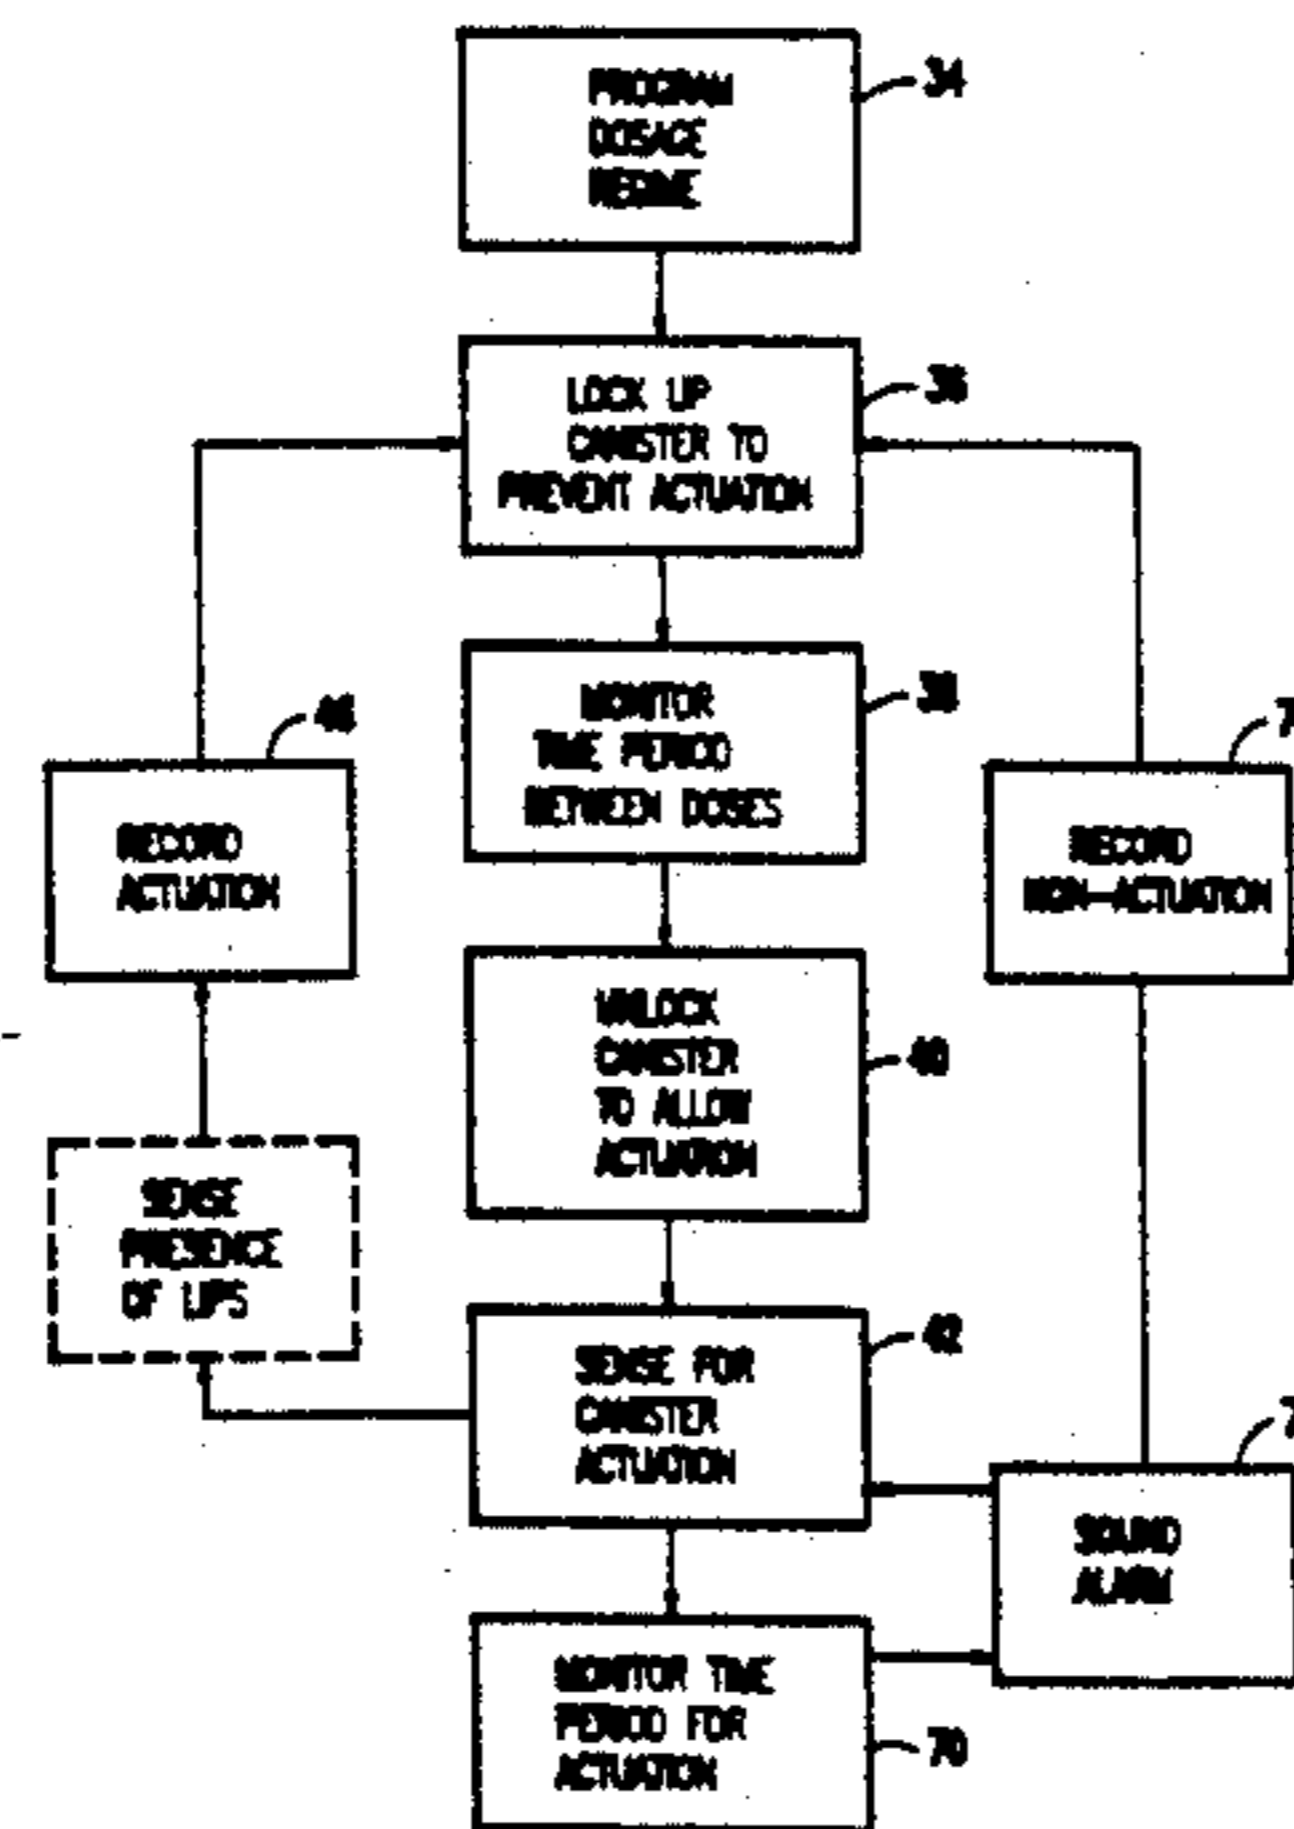 PROGRAM
DOSAGE
REGIME
34
LOCK UP
CANISTER TO
PREVENT ACTUATION
36
MONITOR
TIME PERIOD
BETWEEN DOSES
38
46
RECORD
ACTUATION
RECORD
NON-ACTUATION
UNLOCK
CANISTER
TO ALLOW
ACTUATION
40
SENSE
PRESENCE
OF LIPS
SENSE FOR
CANISTER
ACTUATION
42
SOUND
ALARM
MONITOR TIME
PERIOD FOR
ACTUATION
70